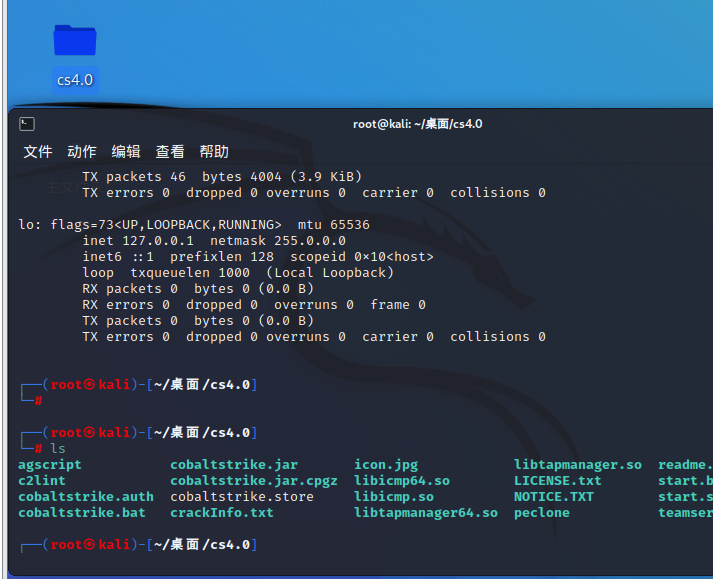 cs4.0
root@kali: ~/桌面/cs4.0
文件 动作 编辑 查看 帮助
TX packets 46 bytes 4004 (3.9 KiB)
TX errors 0 dropped 0 overruns 0 carrier 0 collisions 0
lo: flags=73<UP,LOOPBACK,RUNNING> mtu 65536
inet 127.0.0.1 netmask 255.0.0.0
inet6 ::1 prefixlen 128 scopeid 0×10<host>
loop txqueuelen 1000 (Local Loopback)
RX packets 0 bytes 0 (0.0 B)
RX errors 0 dropped 0 overruns 0 frame 0
TX packets 0 bytes 0 (0.0 B)
TX errors 0 dropped 0 overruns 0 carrier 0 collisions 0
┌──(root㉿kali)-[~/桌面/cs4.0]
└─#
┌──(root㉿kali)-[~/桌面/cs4.0]
└─# ls
agscript cobaltstrike.jar icon.jpg libtapmanager.so readme.
c2lint cobaltstrike.jar.cpgz libicmp64.so LICENSE.txt start.b
cobaltstrike.auth cobaltstrike.store libicmp.so NOTICE.TXT start.s
cobaltstrike.bat crackInfo.txt libtapmanager64.so peclone teamser
┌──(root㉿kali)-[~/桌面/cs4.0]